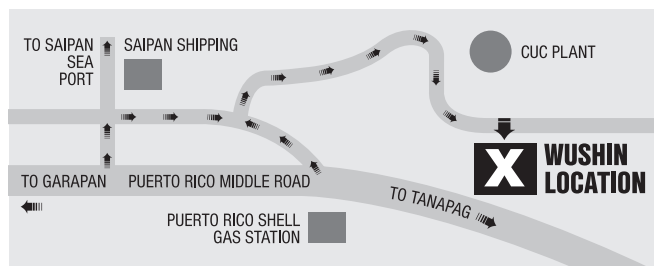 TO SAIPAN
SEA
PORT
SAIPAN SHIPPING
CUC PLANT
X
WUSHIN
LOCATION
TO GARAPAN
PUERTO RICO MIDDLE ROAD
TO TANAPAG
PUERTO RICO SHELL
GAS STATION